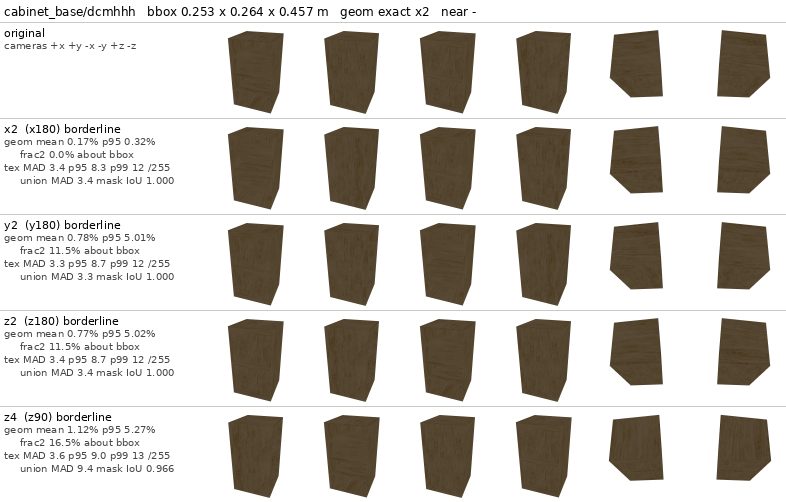 cabinet_base/dcmhhh   bbox 0.253 x 0.264 x 0.457 m   geom exact x2   near -
original
cameras +x +y -x -y +z -z
x2  (x180) borderline
geom mean 0.17% p95 0.32%
frac2 0.0% about bbox
tex MAD 3.4 p95 8.3 p99 12 /255
union MAD 3.4 mask IoU 1.000
y2  (y180) borderline
geom mean 0.78% p95 5.01%
frac2 11.5% about bbox
tex MAD 3.3 p95 8.7 p99 12 /255
union MAD 3.3 mask IoU 1.000
z2  (z180) borderline
geom mean 0.77% p95 5.02%
frac2 11.5% about bbox
tex MAD 3.4 p95 8.7 p99 12 /255
union MAD 3.4 mask IoU 1.000
z4  (z90) borderline
geom mean 1.12% p95 5.27%
frac2 16.5% about bbox
tex MAD 3.6 p95 9.0 p99 13 /255
union MAD 9.4 mask IoU 0.966